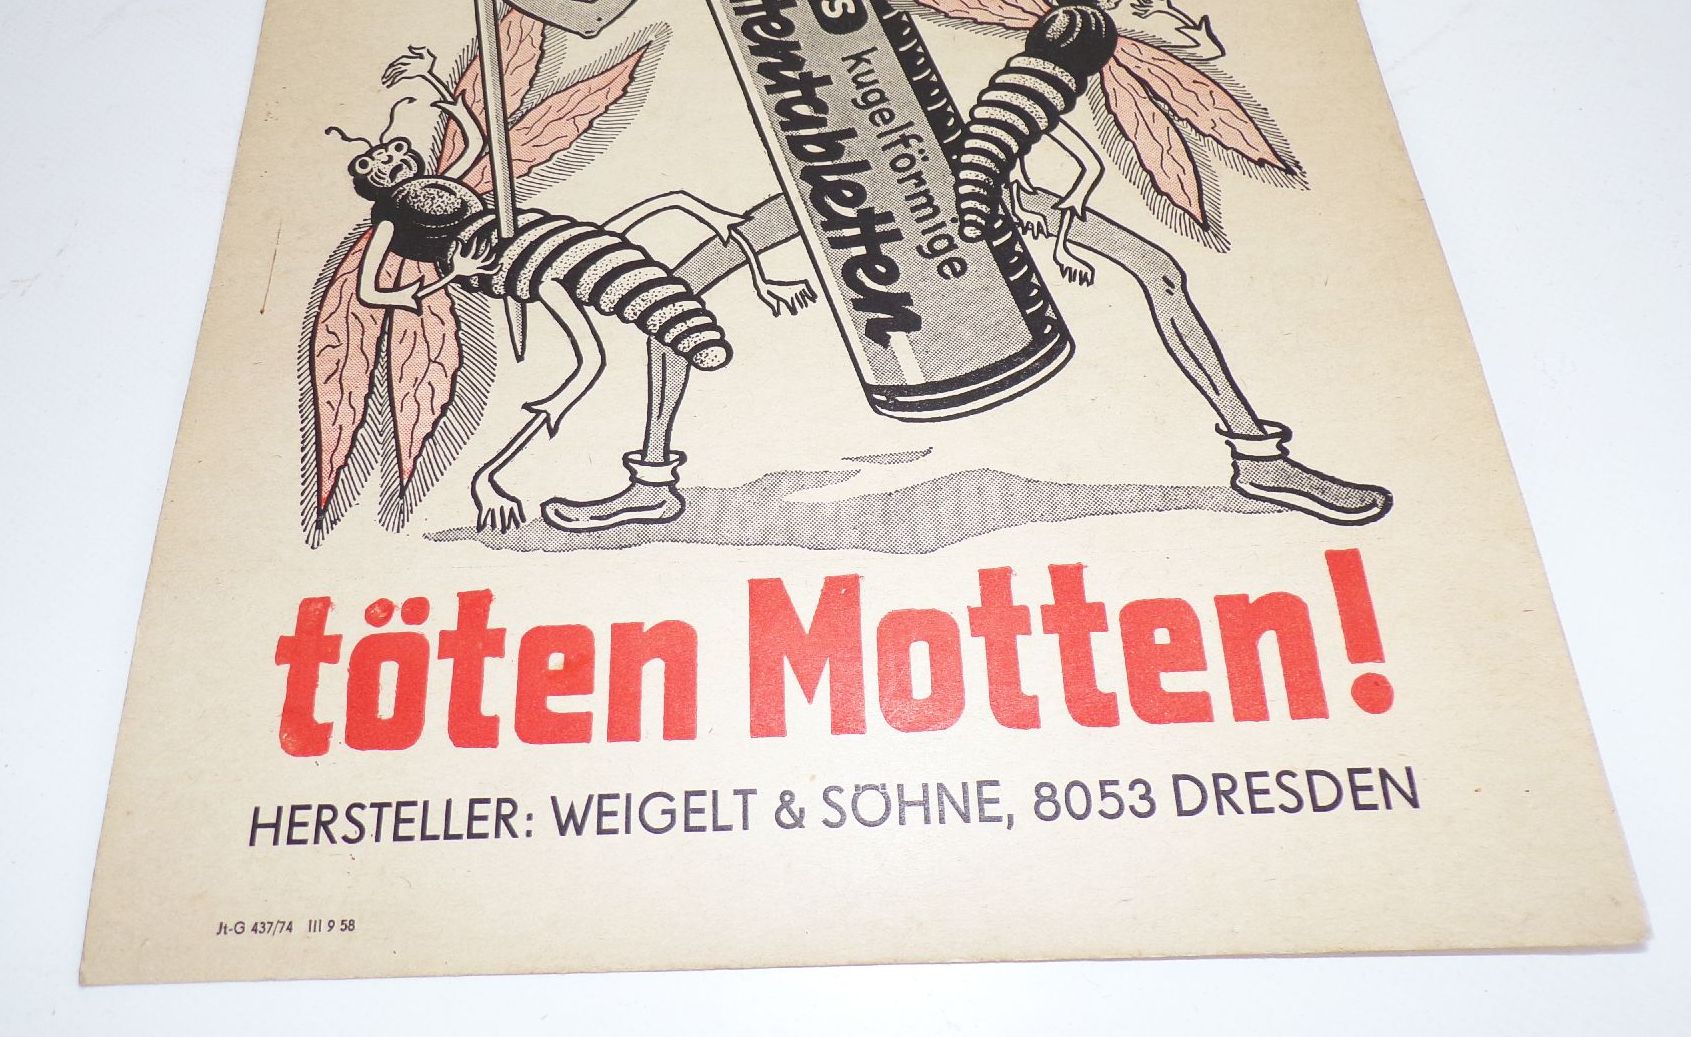 kugelförmige
töten Motten!
HERSTELLER: WEIGELT & SÖHNE, 8053 DRESDEN
Jt-G 437/74 III 9 58